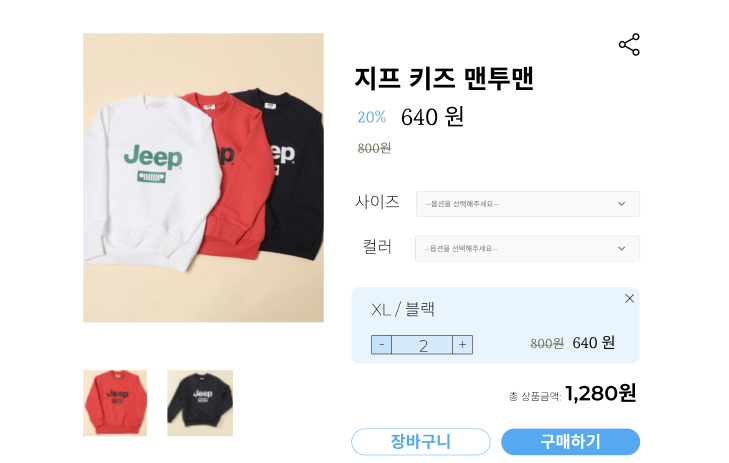 Jeep
ep
Jeep
Jeep
지프 키즈 맨투맨
20% 640 원
800원
사이즈 --옵션을 선택해주세요--
컬러 --옵션을 선택해주세요--
XL / 블랙
- 2 + 800원 640 원
총 상품금액: 1,280원
장바구니 구매하기